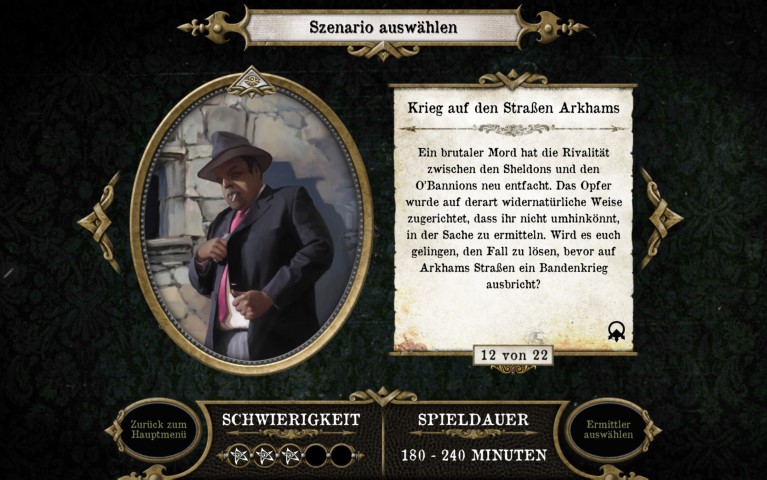 Szenario auswählen
Krieg auf den Straßen Arkhams
Ein brutaler Mord hat die Rivalität
zwischen den Sheldons und den
O'Bannions neu entfacht. Das Opfer
wurde auf derart widernatürliche Weise
zugerichtet, dass ihr nicht umhinkönnt,
in der Sache zu ermitteln. Wird es euch
gelingen, den Fall zu lösen, bevor auf
Arkhams Straßen ein Bandenkrieg
ausbricht?
12 von 22
Zurück zum
Hauptmenü
SCHWIERIGKEIT
SPIELDAUER
180 - 240 MINUTEN
Ermittler
auswählen